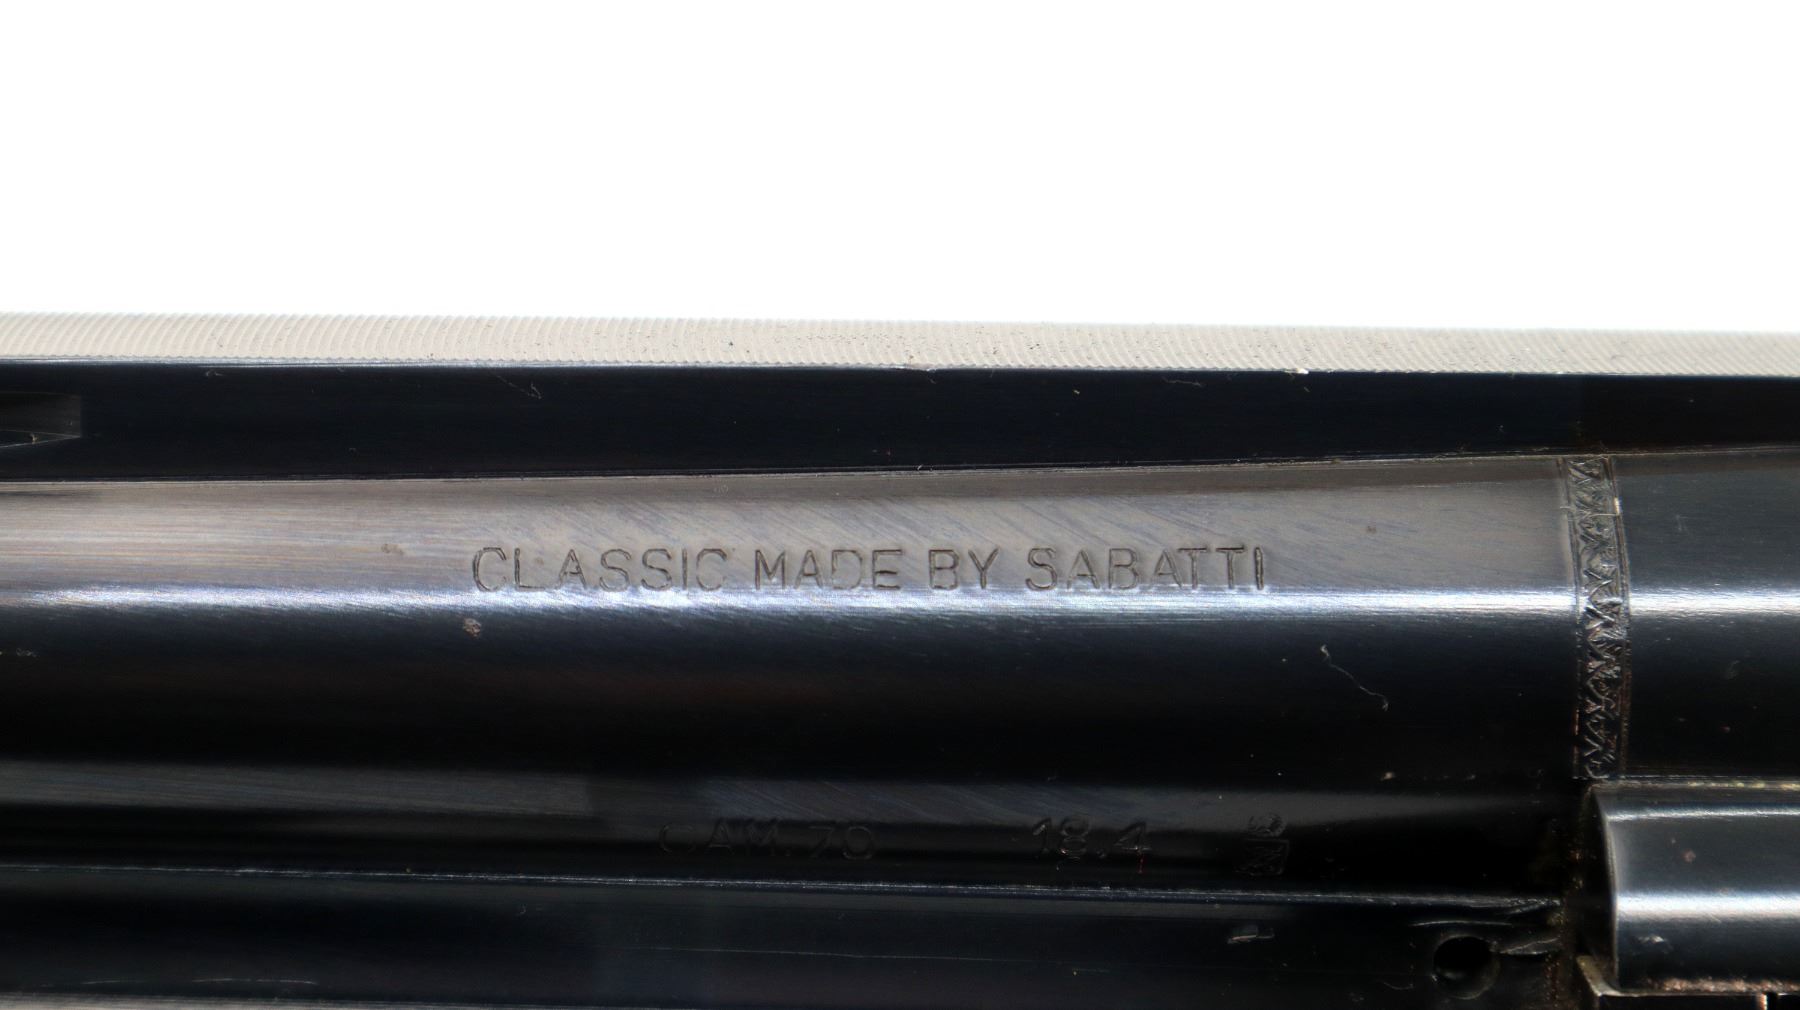 CLASSIC MADE BY SABATTI
CAM.70 18.4